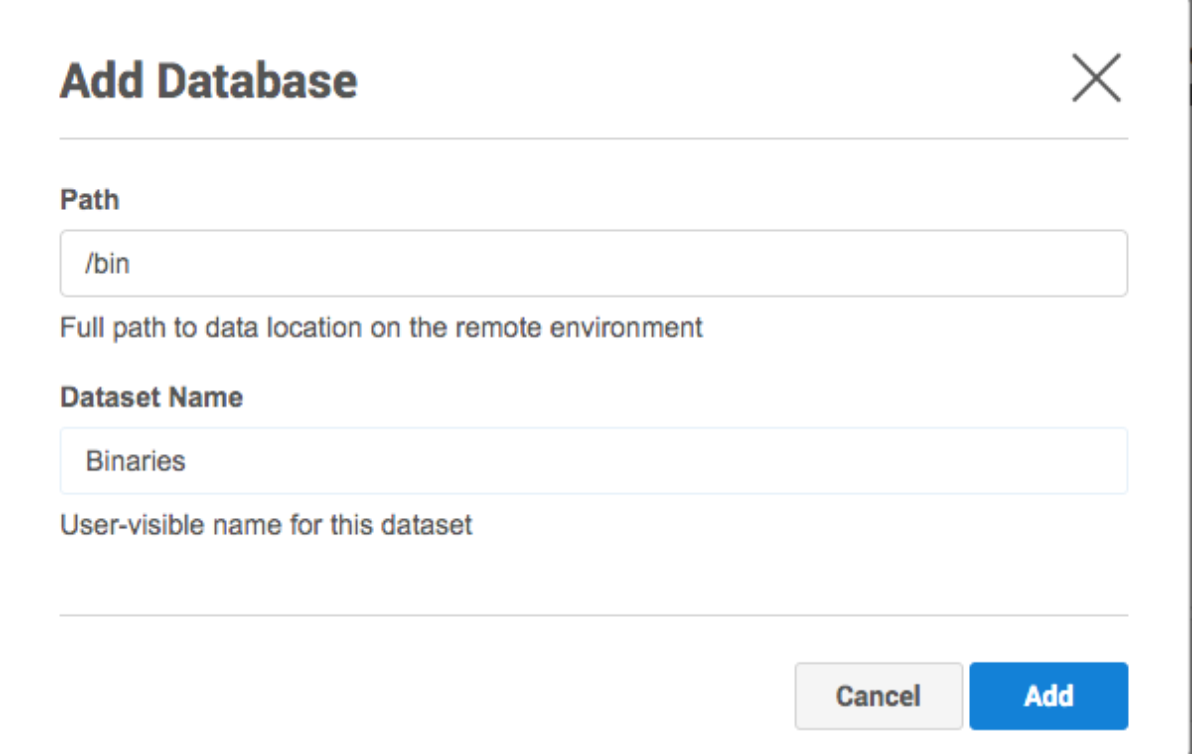 Add Database
Path
/bin
Full path to data location on the remote environment
Dataset Name
Binaries
User-visible name for this dataset
Cancel
Add